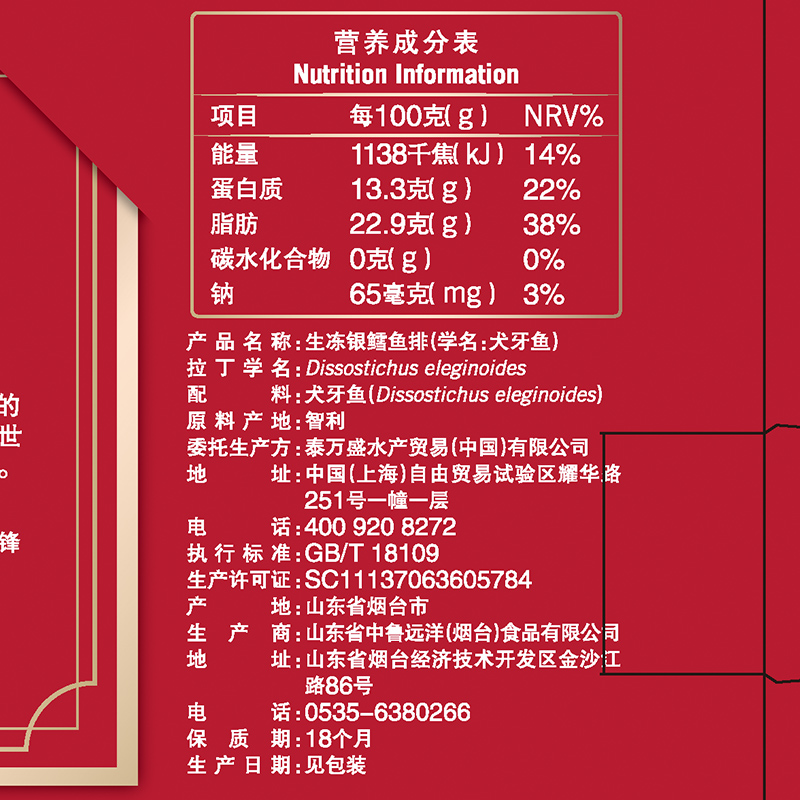 营养成分表
Nutrition Information
项目 每100克(g) NRV%
能量 1138千焦(kJ) 14%
蛋白质 13.3克(g) 22%
脂肪 22.9克(g) 38%
碳水化合物 0克(g) 0%
钠 65毫克(mg) 3%
产品名称:生冻银鳕鱼排(学名:犬牙鱼)
拉丁学名:Dissostichus eleginoides
配料:犬牙鱼(Dissostichus eleginoides)
原料产地:智利
委托生产方:泰万盛水产贸易(中国)有限公司
地址:中国(上海)自由贸易试验区耀华路
251号一幢一层
电话:400 920 8272
执行标准:GB/T 18109
生产许可证:SC11137063605784
产地:山东省烟台市
生产商:山东省中鲁远洋(烟台)食品有限公司
地址:山东省烟台经济技术开发区金沙江
路86号
电话:0535-6380266
保质期:18个月
生产日期:见包装
的
世
。
锋